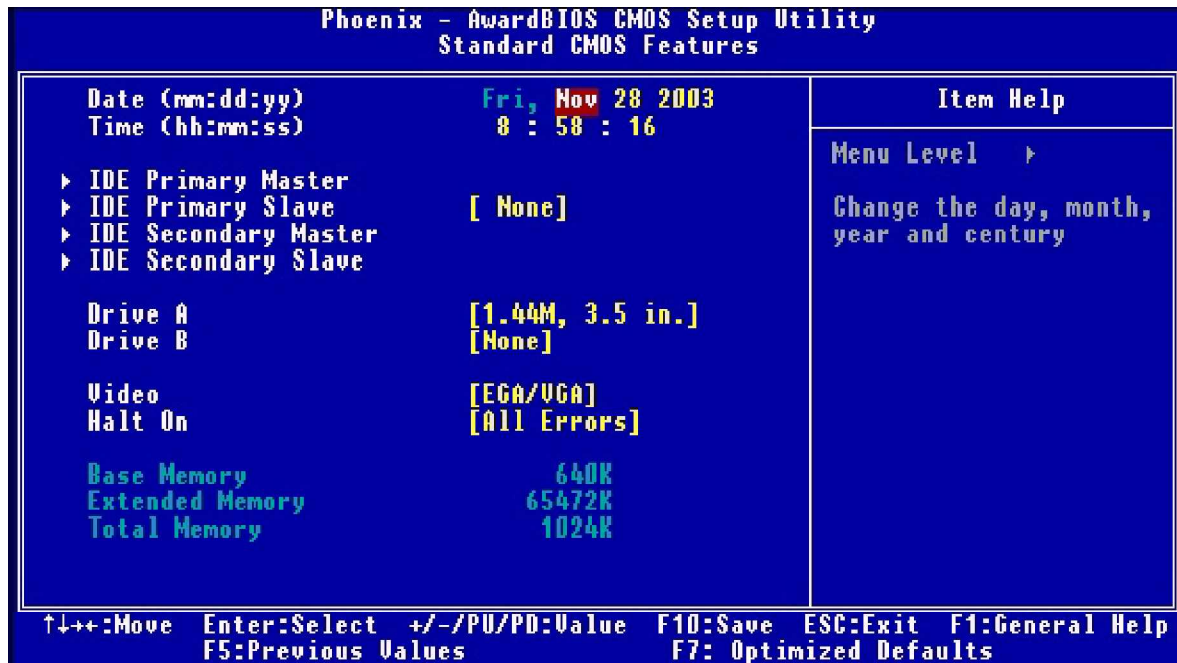 Phoenix - AwardBIOS CMOS Setup Utility
Standard CMOS Features
Date (mm:dd:yy) Fri, Nov 28 2003
Time (hh:mm:ss) 8 : 58 : 16
▸ IDE Primary Master
▸ IDE Primary Slave [ None]
▸ IDE Secondary Master
▸ IDE Secondary Slave
Drive A [1.44M, 3.5 in.]
Drive B [None]
Video [EGA/VGA]
Halt On [All Errors]
Base Memory 640K
Extended Memory 65472K
Total Memory 1024K
Item Help
Menu Level ▸
Change the day, month,
year and century
↑↓→←:Move Enter:Select +/-/PU/PD:Value F10:Save ESC:Exit F1:General Help
F5:Previous Values F7: Optimized Defaults